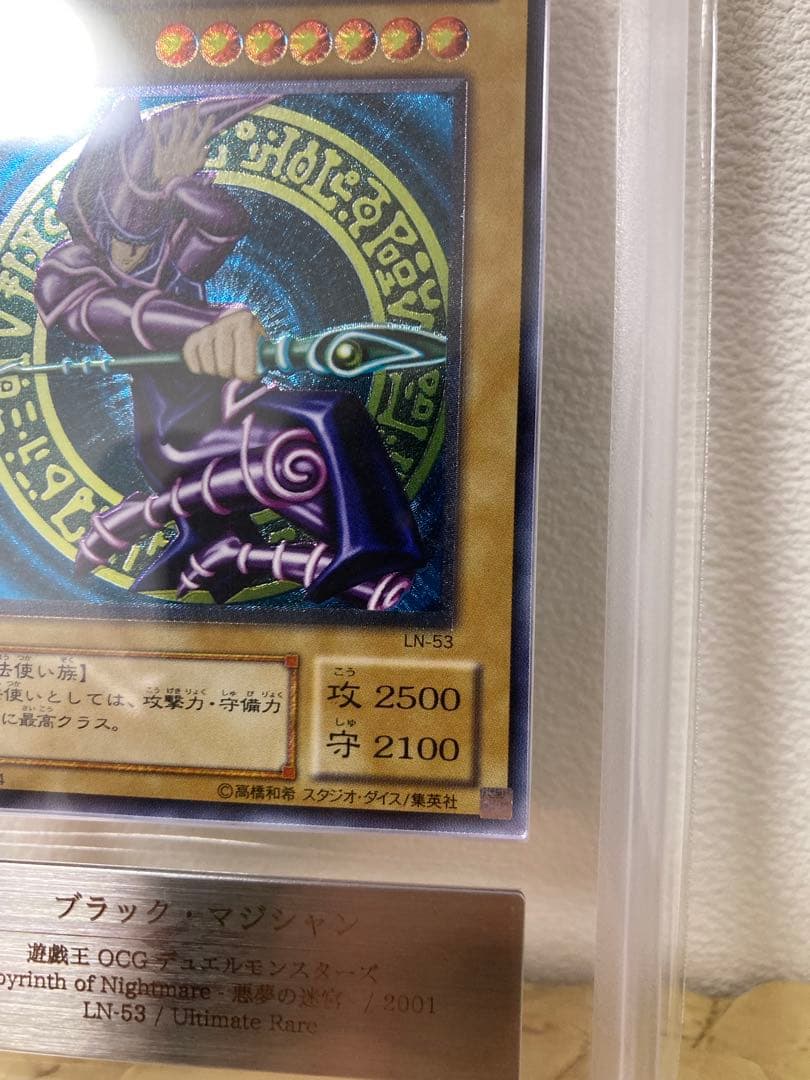 LN-53
法使い族】
使いとしては、攻撃力・守備力
に最高クラス。
攻 2500
守 2100
©高橋和希 スタジオ・ダイス/集英社
ブラック・マジシャン
遊戯王 OCG デュエルモンスターズ
byrinth of Nightmare - 悪夢の迷宮 - / 2001
LN-53 / Ultimate Rare